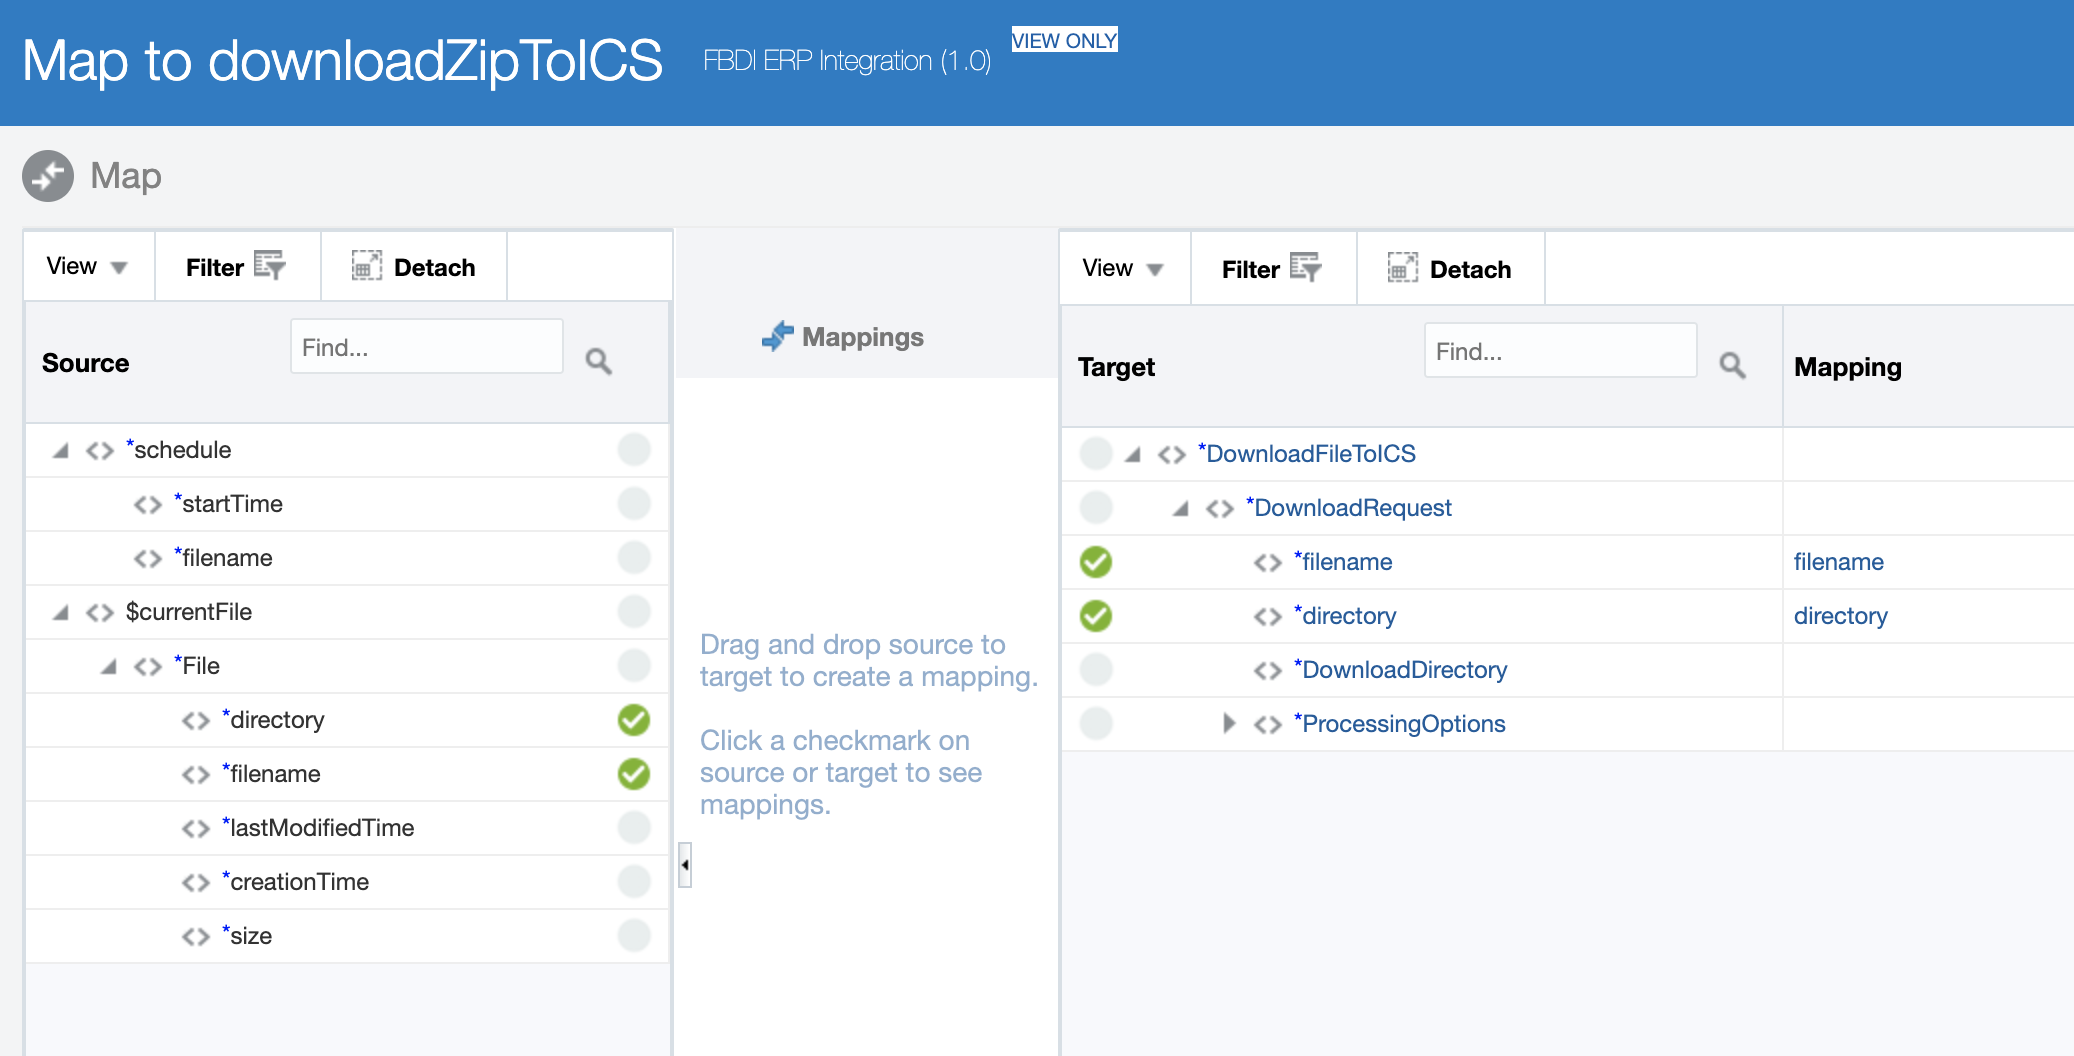 Map to downloadZipToICS FBDI ERP Integration (1.0) VIEW ONLY
Map
View Filter Detach
Source Find...
*schedule
*startTime
*filename
$currentFile
*File
*directory
*filename
*lastModifiedTime
*creationTime
*size
Mappings
Drag and drop source to
target to create a mapping.
Click a checkmark on
source or target to see
mappings.
View Filter Detach
Target Find... Mapping
*DownloadFileToICS
*DownloadRequest
*filename filename
*directory directory
*DownloadDirectory
*ProcessingOptions